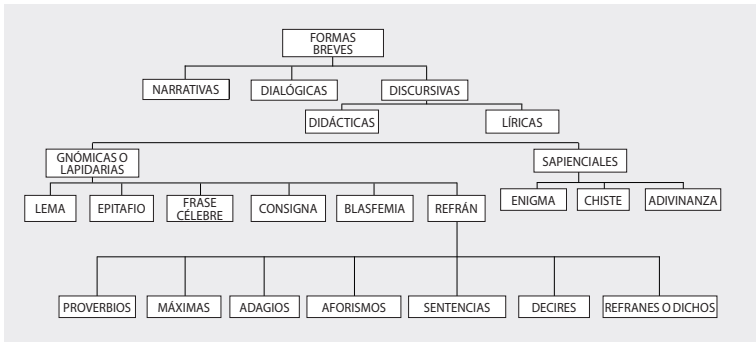 FORMAS
BREVES
NARRATIVAS
DIALÓGICAS
DISCURSIVAS
DIDÁCTICAS
LÍRICAS
GNÓMICAS O
LAPIDARIAS
SAPIENCIALES
LEMA
EPITAFIO
FRASE
CÉLEBRE
CONSIGNA
BLASFEMIA
REFRÁN
ENIGMA
CHISTE
ADIVINANZA
PROVERBIOS
MÁXIMAS
ADAGIOS
AFORISMOS
SENTENCIAS
DECIRES
REFRANES O DICHOS